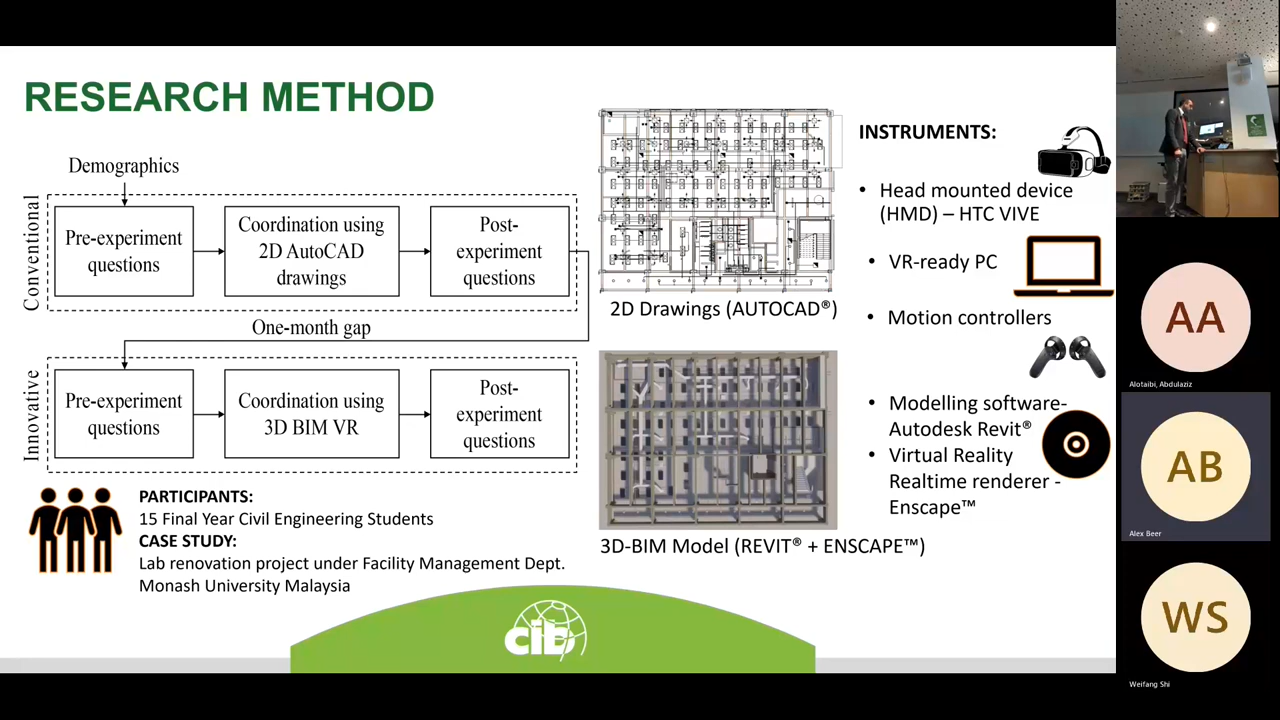 RESEARCH METHOD
Demographics
Conventional
Pre-experiment
questions
Coordination using
2D AutoCAD
drawings
Post-
experiment
questions
One-month gap
Innovative
Pre-experiment
questions
Coordination using
3D BIM VR
Post-
experiment
questions
PARTICIPANTS:
15 Final Year Civil Engineering Students
CASE STUDY:
Lab renovation project under Facility Management Dept.
Monash University Malaysia
2D Drawings (AUTOCAD®)
3D-BIM Model (REVIT® + ENSCAPE™)
INSTRUMENTS:
• Head mounted device
(HMD) – HTC VIVE
• VR-ready PC
• Motion controllers
• Modelling software-
Autodesk Revit®
• Virtual Reality
Realtime renderer -
Enscape™
cib
AA
Alotaibi, Abdulaziz
AB
Alex Beer
WS
Weifang Shi